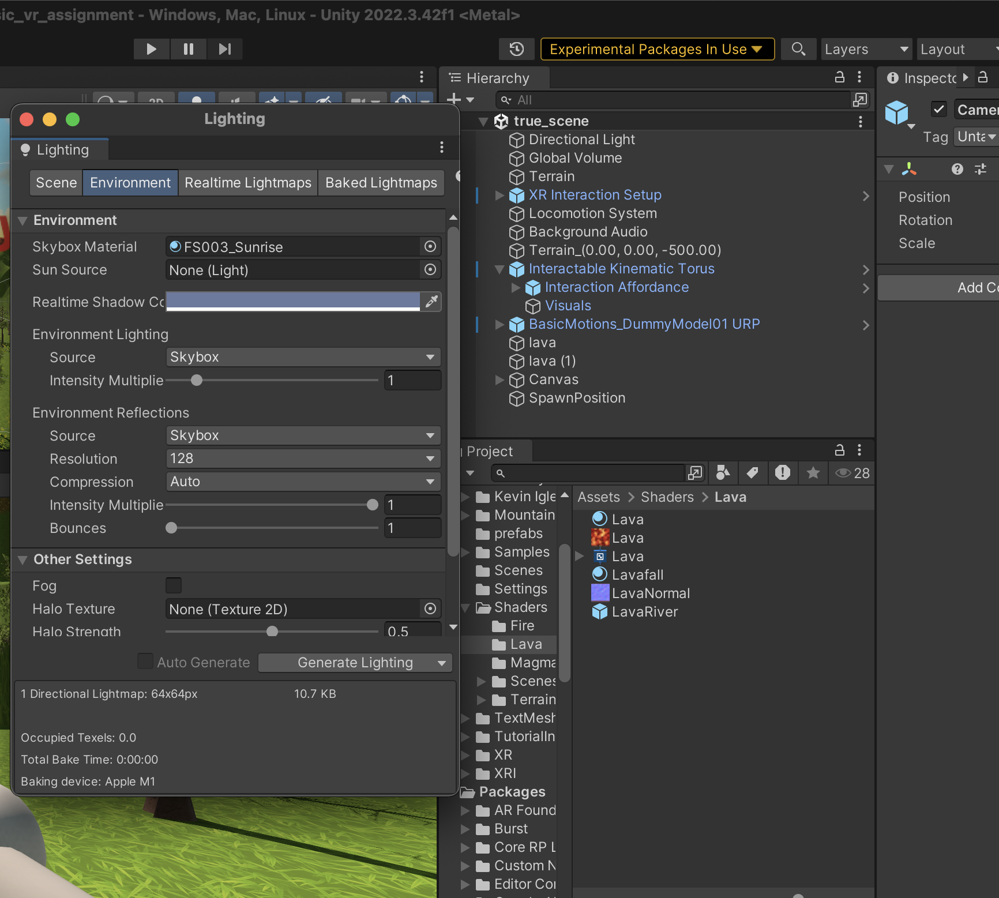 sic_vr_assignment - Windows, Mac, Linux - Unity 2022.3.42f1 <Metal>
Experimental Packages In Use
Layers
Layout
Hierarchy
All
true_scene
Directional Light
Global Volume
Terrain
XR Interaction Setup
Locomotion System
Background Audio
Terrain_(0.00, 0.00, -500.00)
Interactable Kinematic Torus
Interaction Affordance
Visuals
BasicMotions_DummyModel01 URP
lava
lava (1)
Canvas
SpawnPosition
Inspecto
Came
Tag
Unta
Position
Rotation
Scale
Add Co
Lighting
Lighting
Scene
Environment
Realtime Lightmaps
Baked Lightmaps
Environment
Skybox Material
FS003_Sunrise
Sun Source
None (Light)
Realtime Shadow Co
Environment Lighting
Source
Skybox
Intensity Multiplie
1
Environment Reflections
Source
Skybox
Resolution
128
Compression
Auto
Intensity Multiplie
1
Bounces
1
Other Settings
Fog
Halo Texture
None (Texture 2D)
Halo Strength
0.5
Auto Generate
Generate Lighting
1 Directional Lightmap: 64x64px
10.7 KB
Occupied Texels: 0.0
Total Bake Time: 0:00:00
Baking device: Apple M1
Project
28
Kevin Igle
Mountain
prefabs
Samples
Scenes
Settings
Shaders
Fire
Lava
Magma
Scenes
Terrain
TextMesh
TutorialIn
XR
XRI
Packages
AR Found
Burst
Core RP L
Custom N
Editor Cor
Assets > Shaders > Lava
Lava
Lava
Lava
Lavafall
LavaNormal
LavaRiver